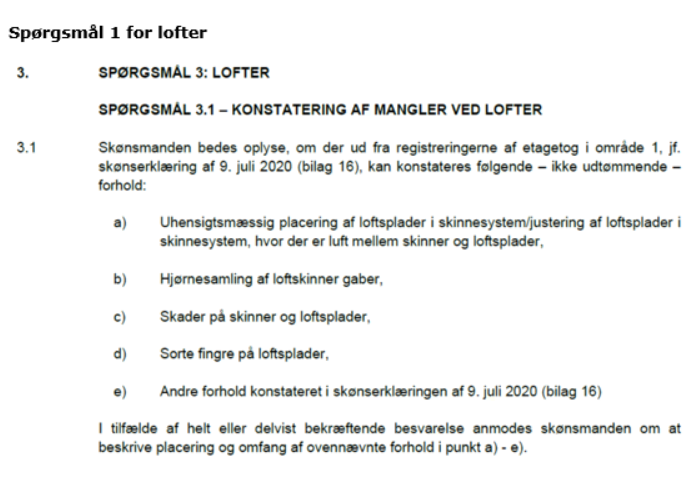 Spørgsmål 1 for lofter
3. SPØRGSMÅL 3: LOFTER
SPØRGSMÅL 3.1 – KONSTATERING AF MANGLER VED LOFTER
3.1 Skønsmanden bedes oplyse, om der ud fra registreringerne af etagetog i område 1, jf.
skønserklæring af 9. juli 2020 (bilag 16), kan konstateres følgende – ikke udtømmende –
forhold:
a) Uhensigtsmæssig placering af loftsplader i skinnesystem/justering af loftsplader i
skinnesystem, hvor der er luft mellem skinner og loftsplader,
b) Hjørnesamling af loftskinner gaber,
c) Skader på skinner og loftsplader,
d) Sorte fingre på loftsplader,
e) Andre forhold konstateret i skønserklæringen af 9. juli 2020 (bilag 16)
I tilfælde af helt eller delvist bekræftende besvarelse anmodes skønsmanden om at
beskrive placering og omfang af ovennævnte forhold i punkt a) - e).